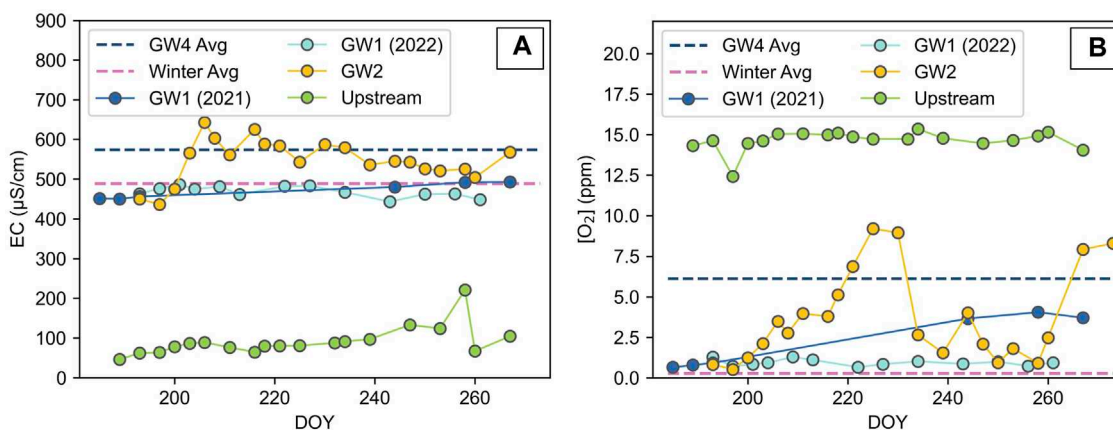 A
GW4 Avg
Winter Avg
GW1 (2021)
GW1 (2022)
GW2
Upstream
EC (µS/cm)
900
800
700
600
500
400
300
200
100
0
200
220
240
260
DOY
B
GW4 Avg
Winter Avg
GW1 (2021)
GW1 (2022)
GW2
Upstream
[O₂] (ppm)
20.0
17.5
15.0
12.5
10.0
7.5
5.0
2.5
0.0
200
220
240
260
DOY